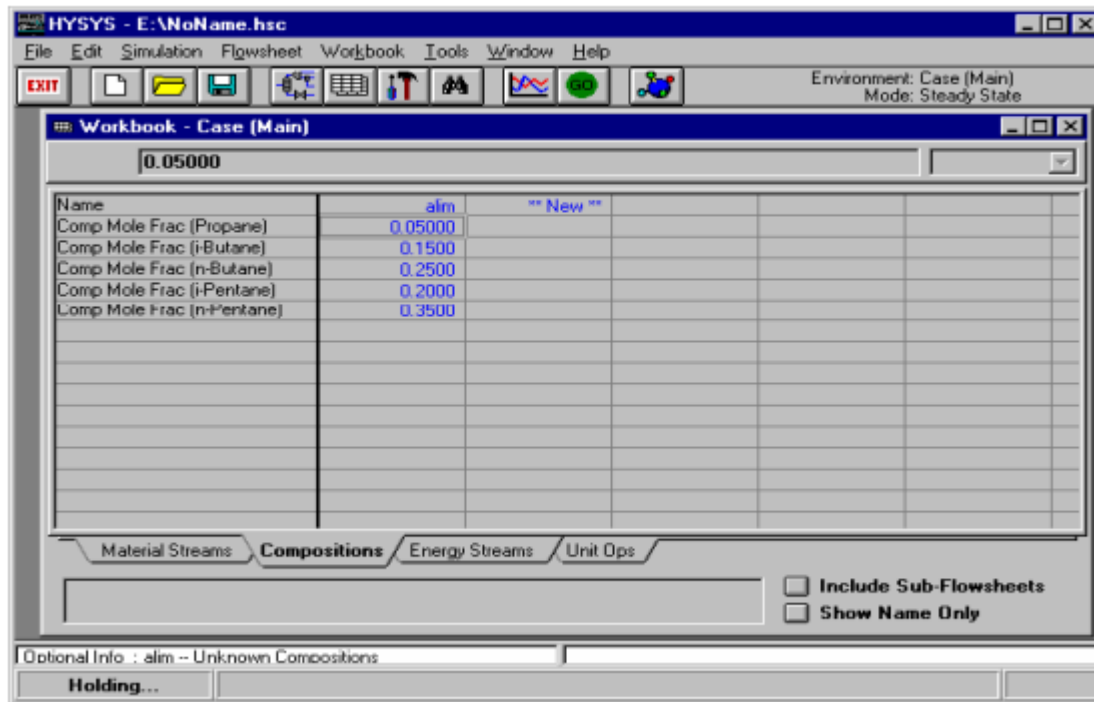 HYSYS - E:\NoName.hsc
File Edit Simulation Flowsheet Workbook Tools Window Help
EXIT GO Environment: Case (Main)
Mode: Steady State
Workbook - Case (Main)
0.05000
Name alim ** New **
Comp Mole Frac (Propane) 0.05000
Comp Mole Frac (i-Butane) 0.1500
Comp Mole Frac (n-Butane) 0.2500
Comp Mole Frac (i-Pentane) 0.2000
Comp Mole Frac (n-Pentane) 0.3500
Material Streams Compositions Energy Streams Unit Ops
Include Sub-Flowsheets
Show Name Only
Optional Info : alim -- Unknown Compositions
Holding...